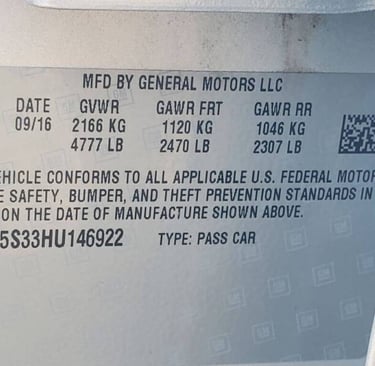 MFD BY GENERAL MOTORS LLC
DATE GVWR GAWR FRT GAWR RR
09/16 2166 KG 1120 KG 1046 KG
4777 LB 2470 LB 2307 LB
EHICLE CONFORMS TO ALL APPLICABLE U.S. FEDERAL MOTOR
E SAFETY, BUMPER, AND THEFT PREVENTION STANDARDS IN
ON THE DATE OF MANUFACTURE SHOWN ABOVE.
5S33HU146922 TYPE: PASS CAR